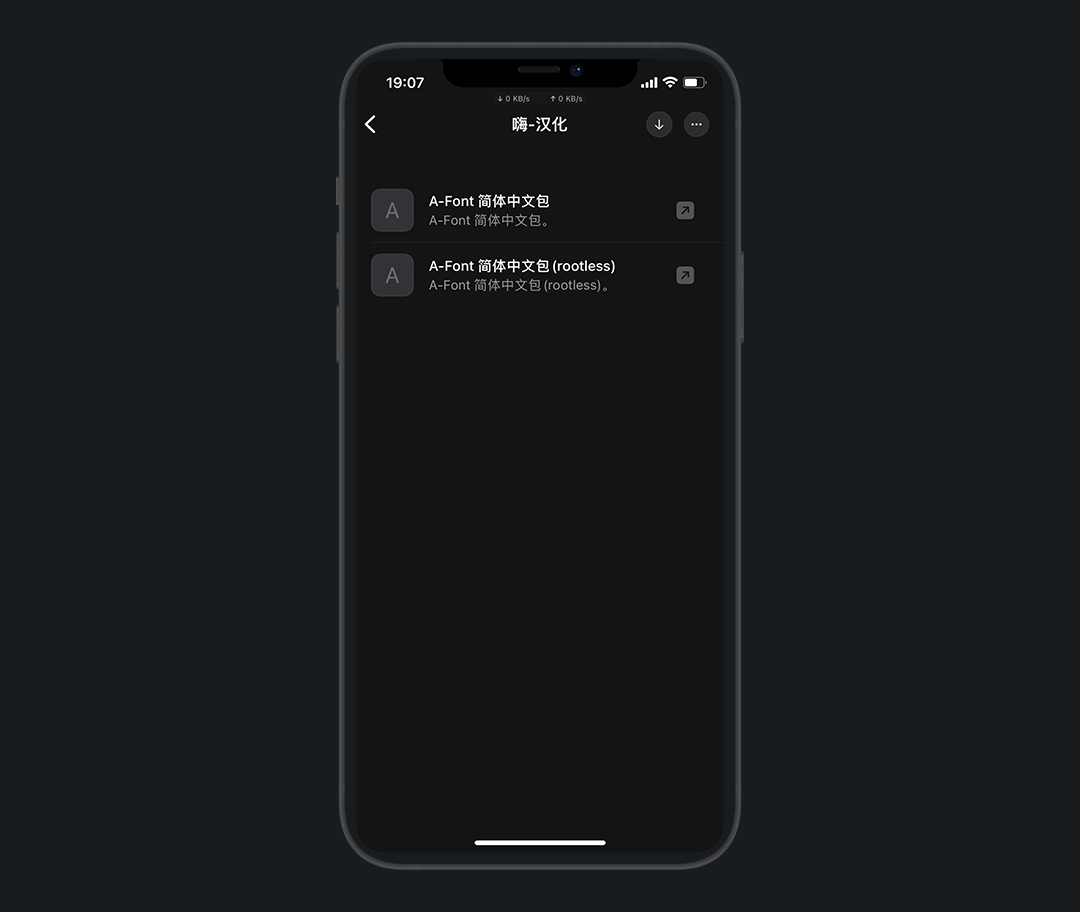 19:07
↓ 0 KB/s ↑ 0 KB/s
嗨-汉化
A
A-Font 简体中文包
A-Font 简体中文包。
A
A-Font 简体中文包(rootless)
A-Font 简体中文包(rootless)。